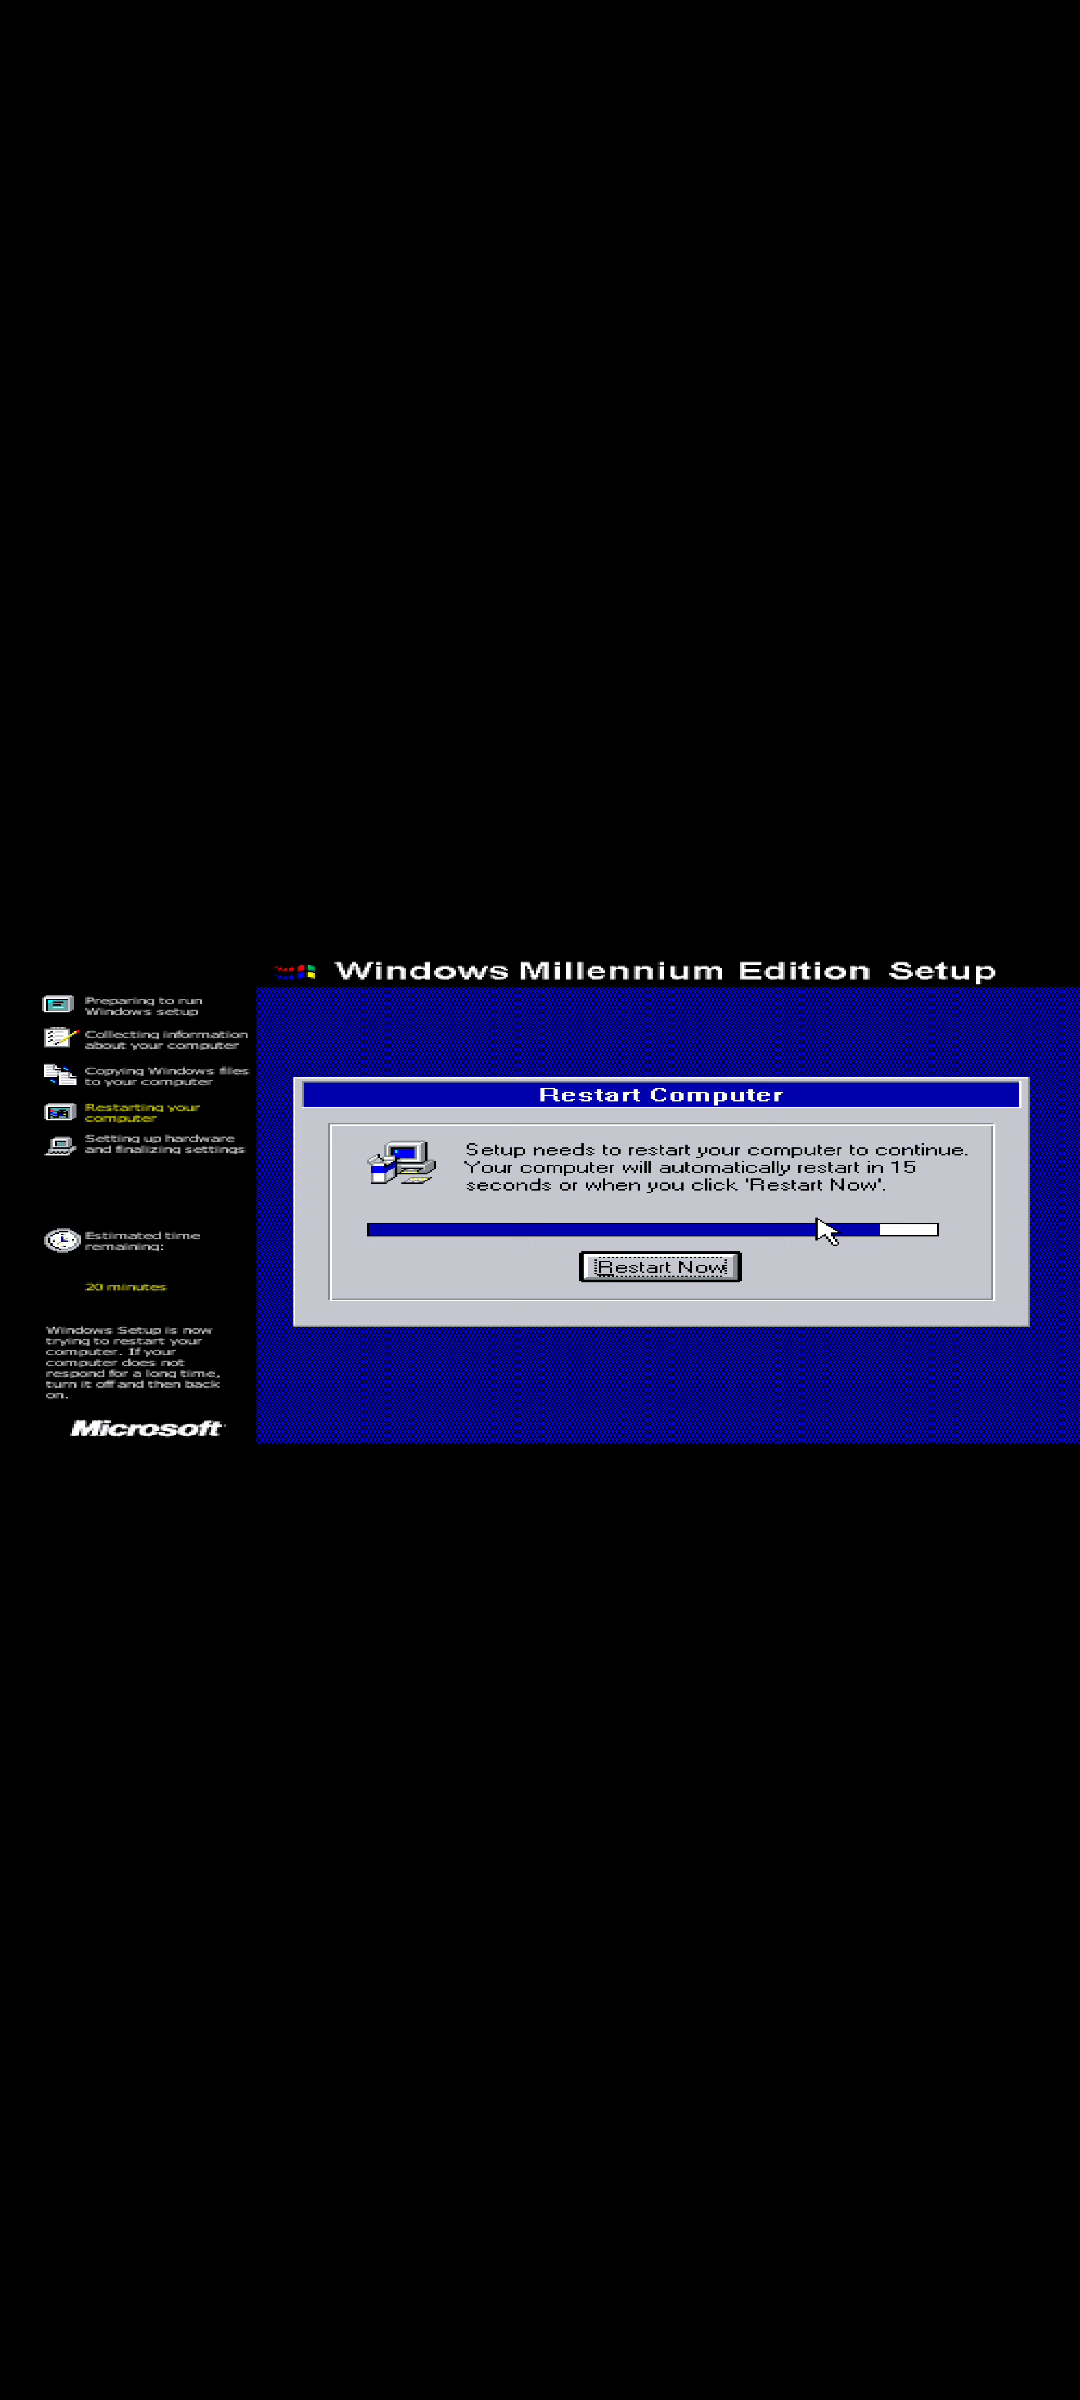 Windows Millennium Edition Setup
Preparing to run
Windows setup
Collecting information
about your computer
Copying Windows files
to your computer
Restarting your
computer
Setting up hardware
and finalizing settings
Estimated time
remaining:
20 minutes
Windows Setup is now
trying to restart your
computer. If your
computer does not
respond for a long time,
turn it off and then back
on.
Microsoft
Restart Computer
Setup needs to restart your computer to continue.
Your computer will automatically restart in 15
seconds or when you click 'Restart Now'.
Restart Now